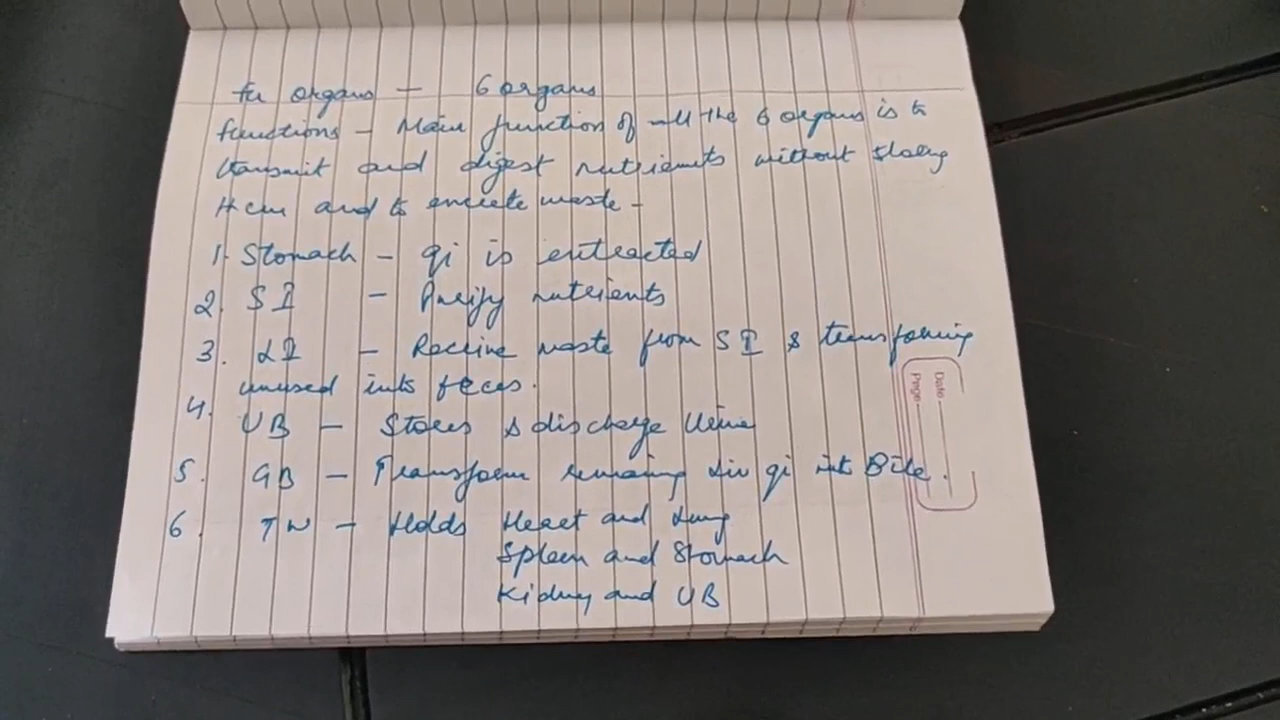 Fu organs - 6 organs
functions - Main function of all the 6 organs is to
transmit and digest nutrients without storing
them and to excrete waste -
1. Stomach - qi is extracted
2. S I - Purify nutrients
3. L I - Receive waste from S I & transforming
unused into feces.
4. UB - Stores & discharge Urine
5. GB - Transform remaining Liv qi into Bile.
6. TW - Holds Heart and Lung
Spleen and Stomach
Kidney and UB
Date
Page